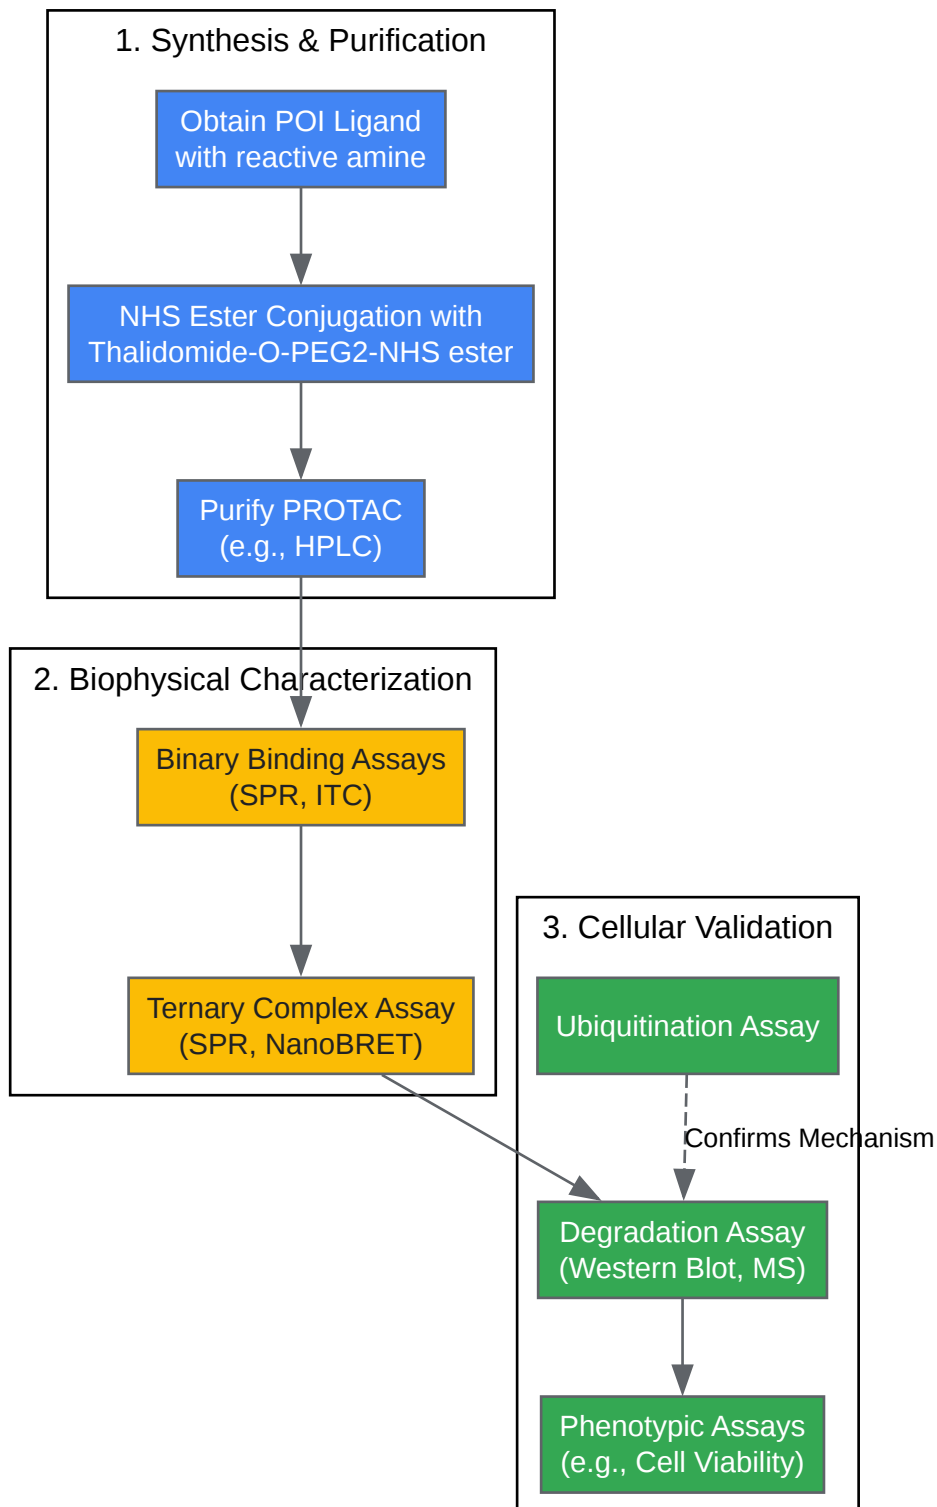 1. Synthesis & Purification
Obtain POI Ligand
with reactive amine
NHS Ester Conjugation with
Thalidomide-O-PEG2-NHS ester
Purify PROTAC
(e.g., HPLC)
2. Biophysical Characterization
Binary Binding Assays
(SPR, ITC)
Ternary Complex Assay
(SPR, NanoBRET)
3. Cellular Validation
Ubiquitination Assay
Confirms Mechanism
Degradation Assay
(Western Blot, MS)
Phenotypic Assays
(e.g., Cell Viability)